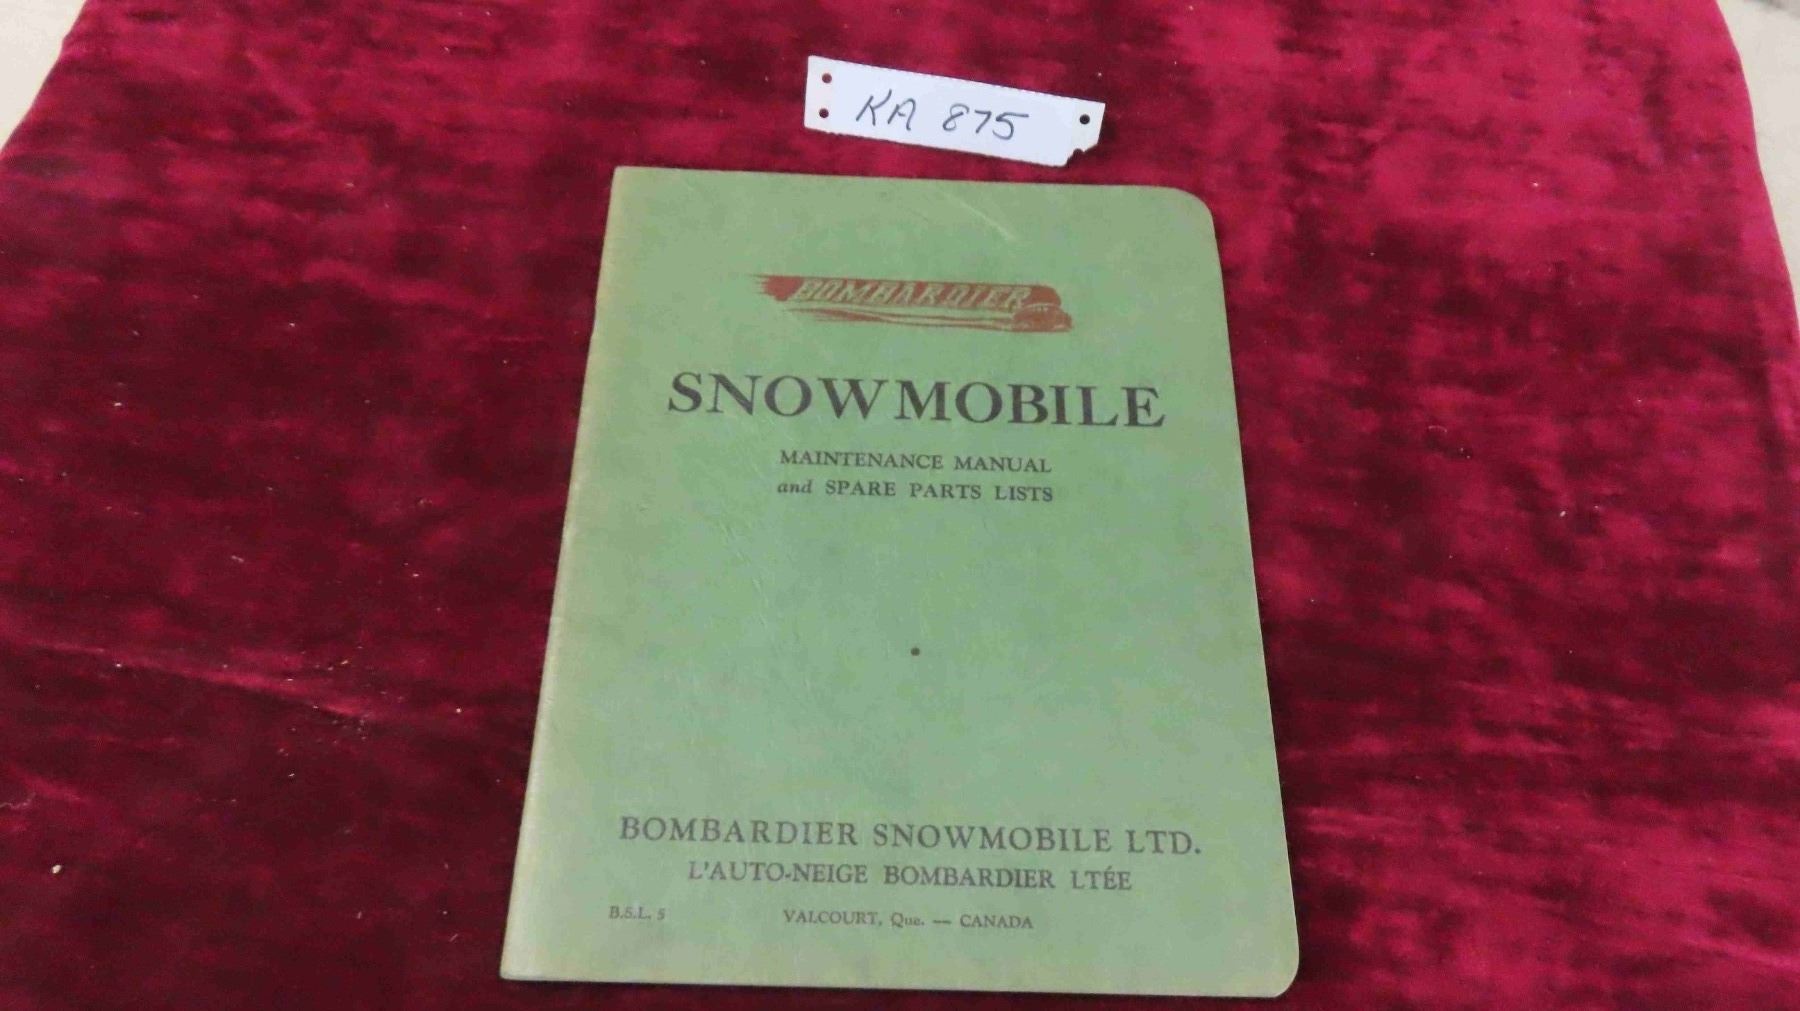 KA 875
BOMBARDIER
SNOWMOBILE
MAINTENANCE MANUAL
and SPARE PARTS LISTS
BOMBARDIER SNOWMOBILE LTD.
L'AUTO-NEIGE BOMBARDIER LTÉE
B.S.L. 5 VALCOURT, Que. — CANADA